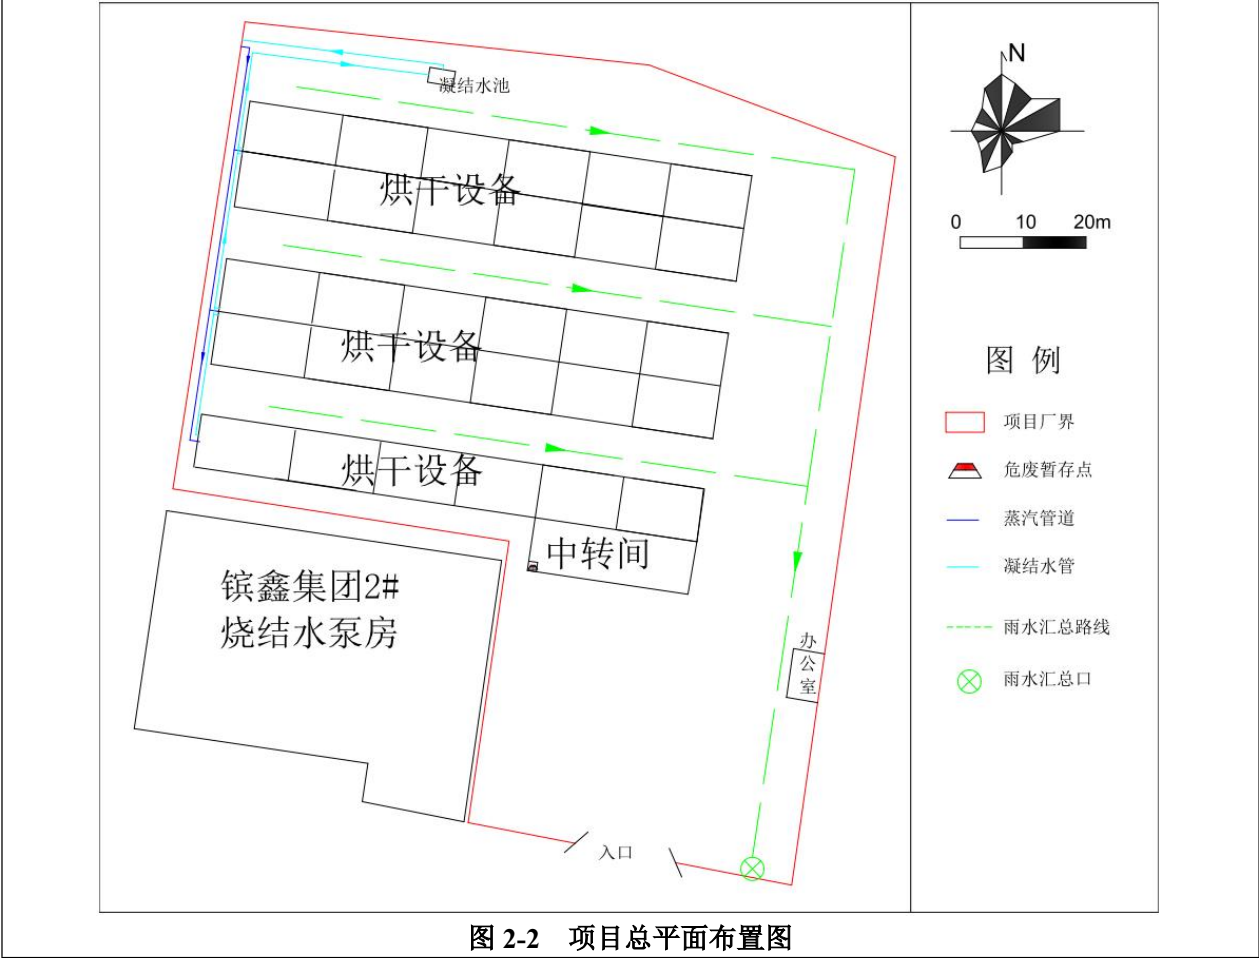 凝结水池
烘干设备
烘干设备
烘干设备
中转间
镔鑫集团2#
烧结水泵房
办
公
室
入口
N
0 10 20m
图 例
项目厂界
危废暂存点
蒸汽管道
凝结水管
雨水汇总路线
雨水汇总口
图 2-2 项目总平面布置图